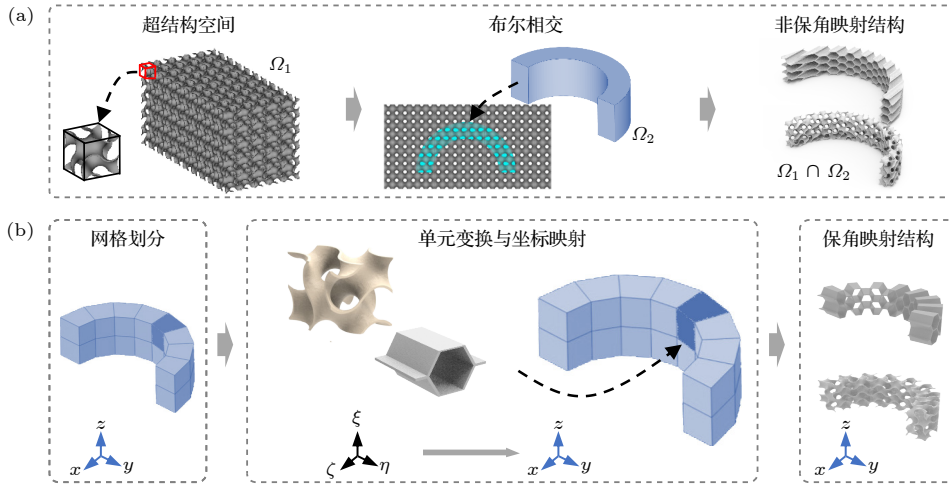 (a)
超结构空间
布尔相交
非保角映射结构
Ω1
Ω2
Ω1 ∩ Ω2
(b)
网格划分
单元变换与坐标映射
保角映射结构
z
x
y
ξ
ζ
η
z
x
y
z
x
y